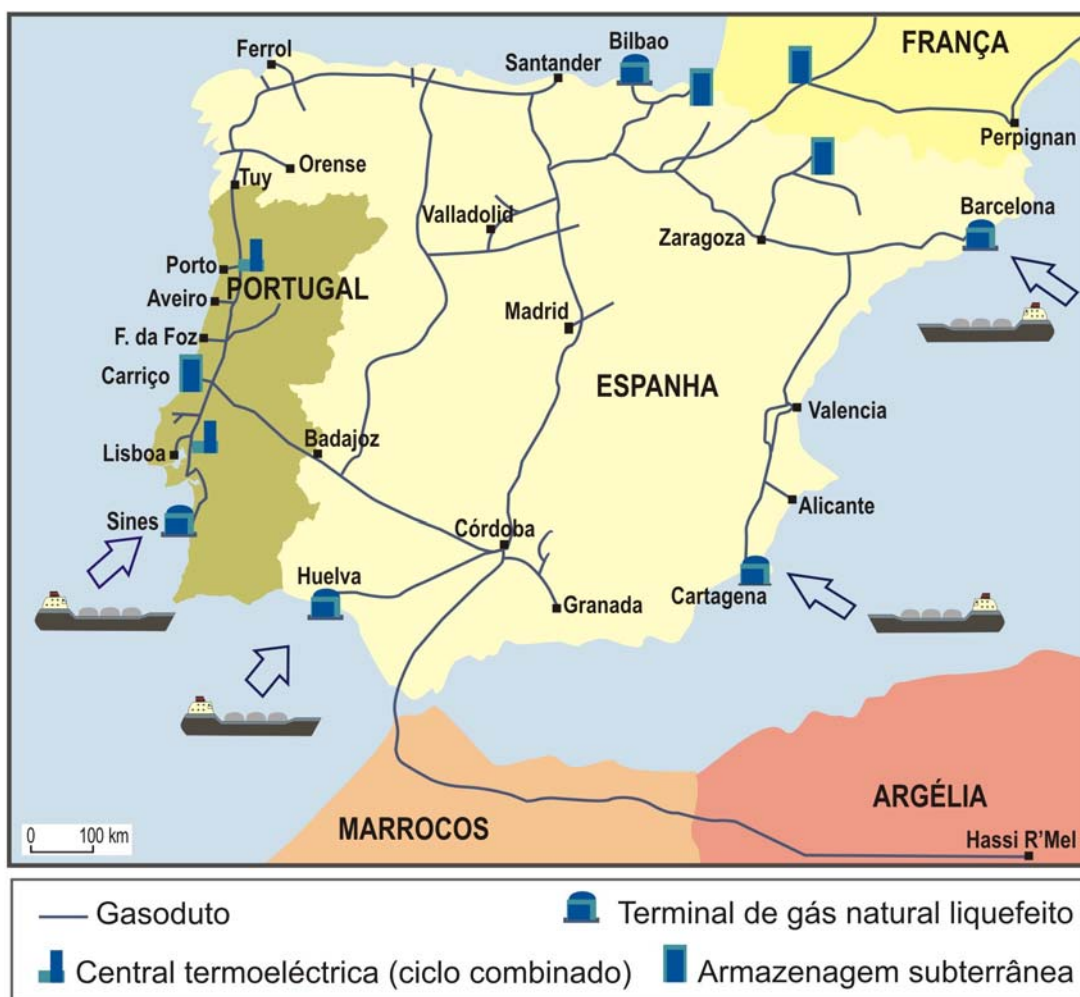 Ferrol
Bilbao
FRANÇA
Santander
Perpignan
Orense
Tuy
Barcelona
Valladolid
Zaragoza
Porto
PORTUGAL
Aveiro
Madrid
F. da Foz
Carriço
ESPANHA
Valencia
Badajoz
Lisboa
Alicante
Sines
Córdoba
Huelva
Cartagena
Granada
ARGÉLIA
MARROCOS
0 100 km
Hassi R'Mel
Gasoduto
Terminal de gás natural liquefeito
Central termoeléctrica (ciclo combinado)
Armazenagem subterrânea